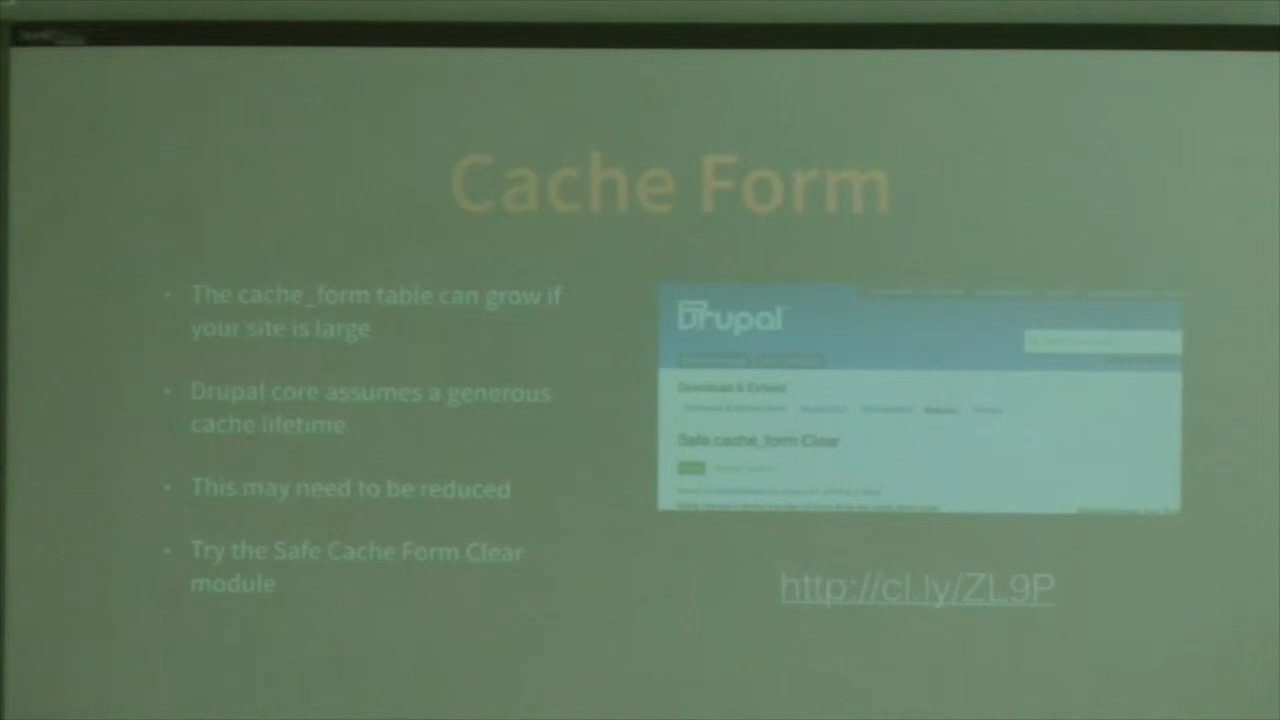 Cache Form
The cache_form table can grow if
your site is large
Drupal core assumes a generous
cache lifetime
This may need to be reduced
Try the Safe Cache Form Clear
module
Drupal
Download & Extend
Safe cache_form Clear
http://cl.ly/ZL9P